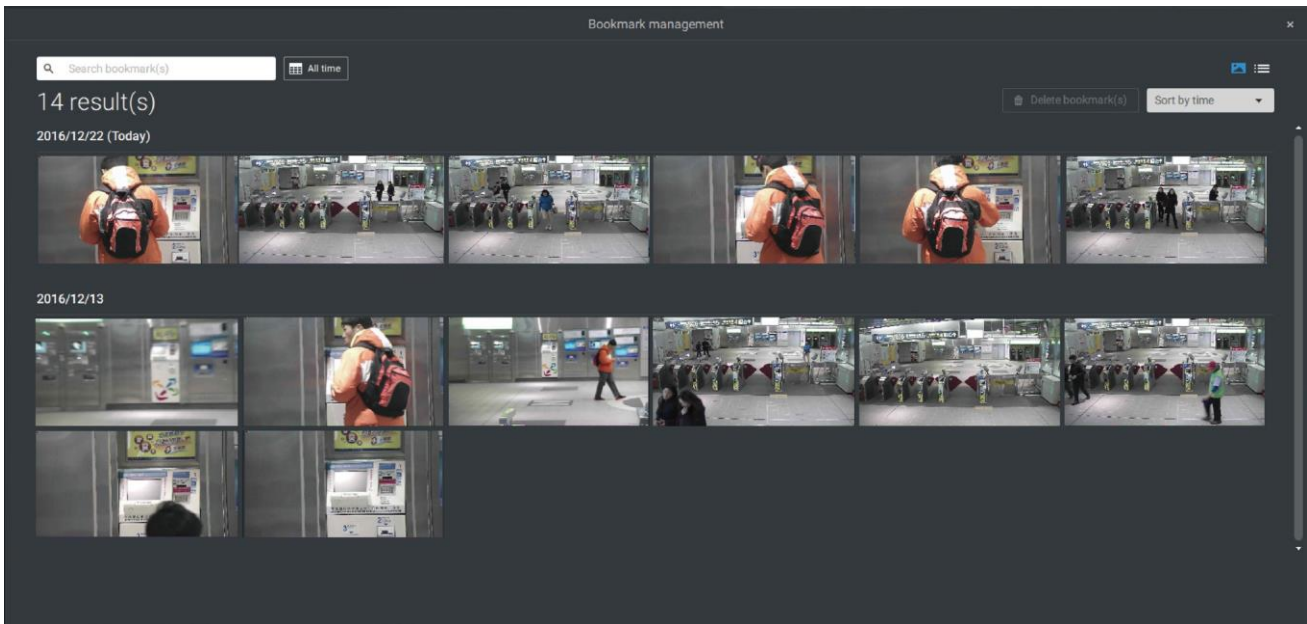 Bookmark management
Search bookmark(s)
All time
14 result(s)
Delete bookmark(s)
Sort by time
2016/12/22 (Today)
2016/12/13